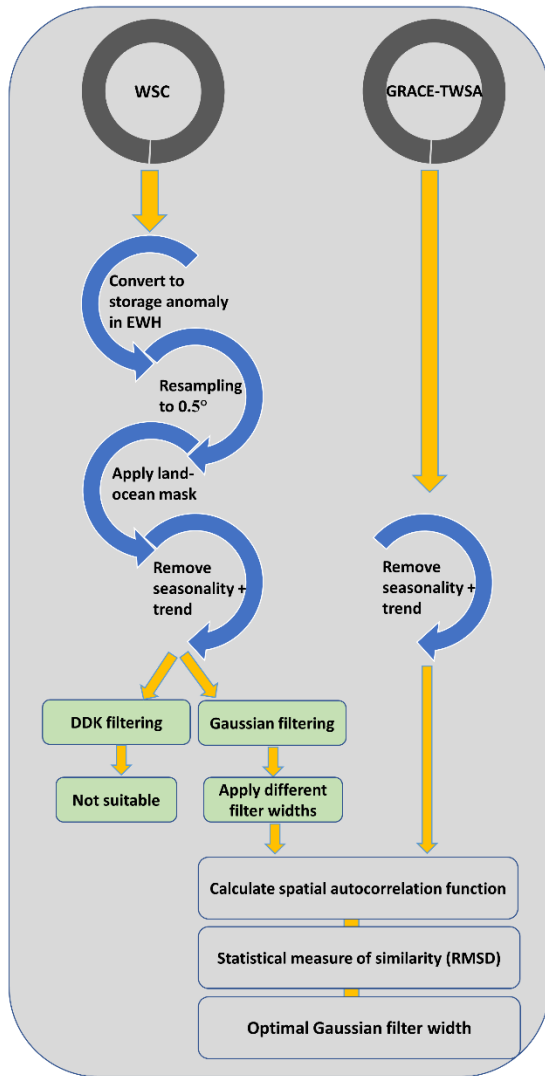 WSC
GRACE-TWSA
Convert to
storage anomaly
in EWH
Resampling
to 0.5°
Apply land-
ocean mask
Remove
seasonality +
trend
Remove
seasonality +
trend
DDK filtering
Gaussian filtering
Not suitable
Apply different
filter widths
Calculate spatial autocorrelation function
Statistical measure of similarity (RMSD)
Optimal Gaussian filter width